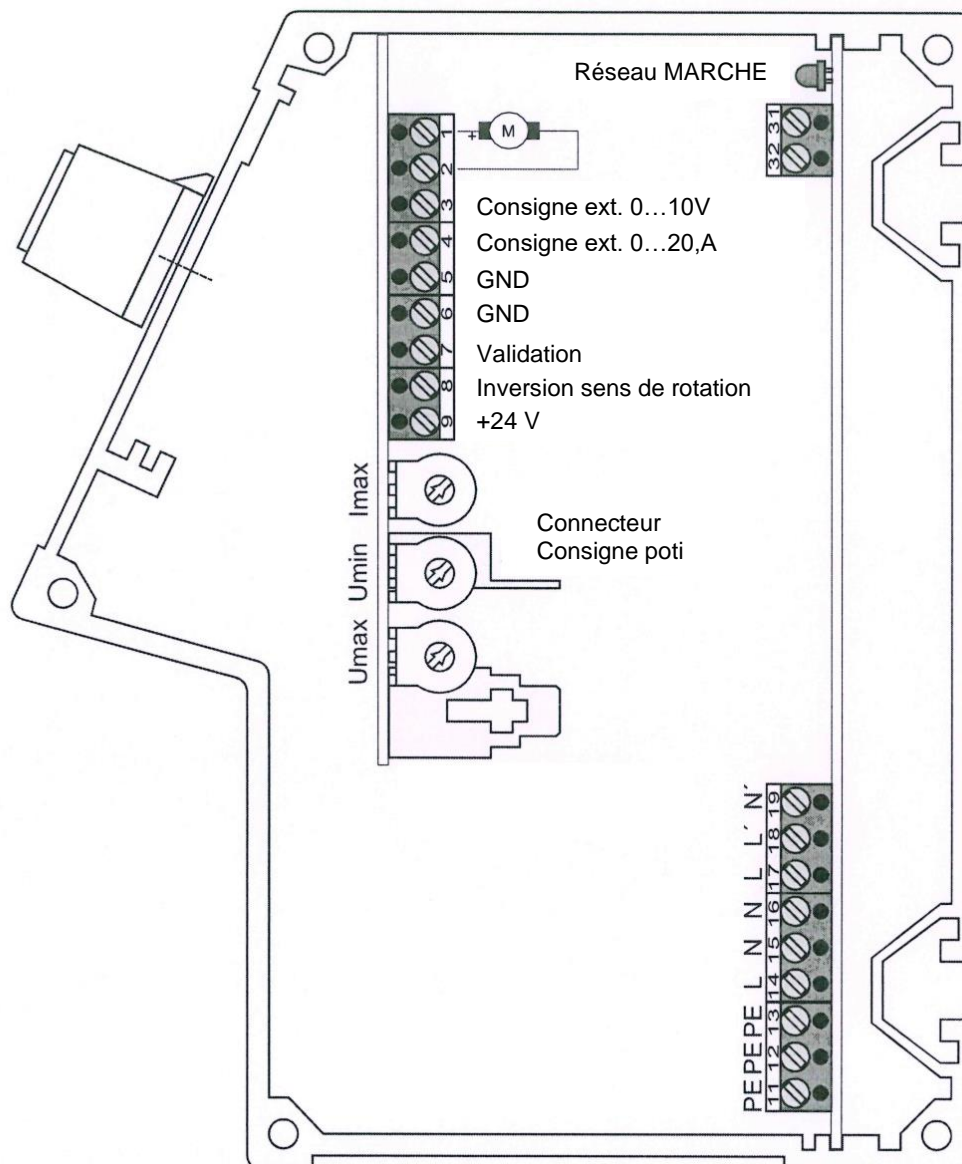 Réseau MARCHE
31
32
+ M
1
2
3
4
5
6
7
8
9
Consigne ext. 0…10V
Consigne ext. 0…20,A
GND
GND
Validation
Inversion sens de rotation
+24 V
Imax
Umin
Umax
Connecteur
Consigne poti
N´ 19
L´ 18
L 17
N 16
N 15
L 14
PE 13
PE 12
PE 11